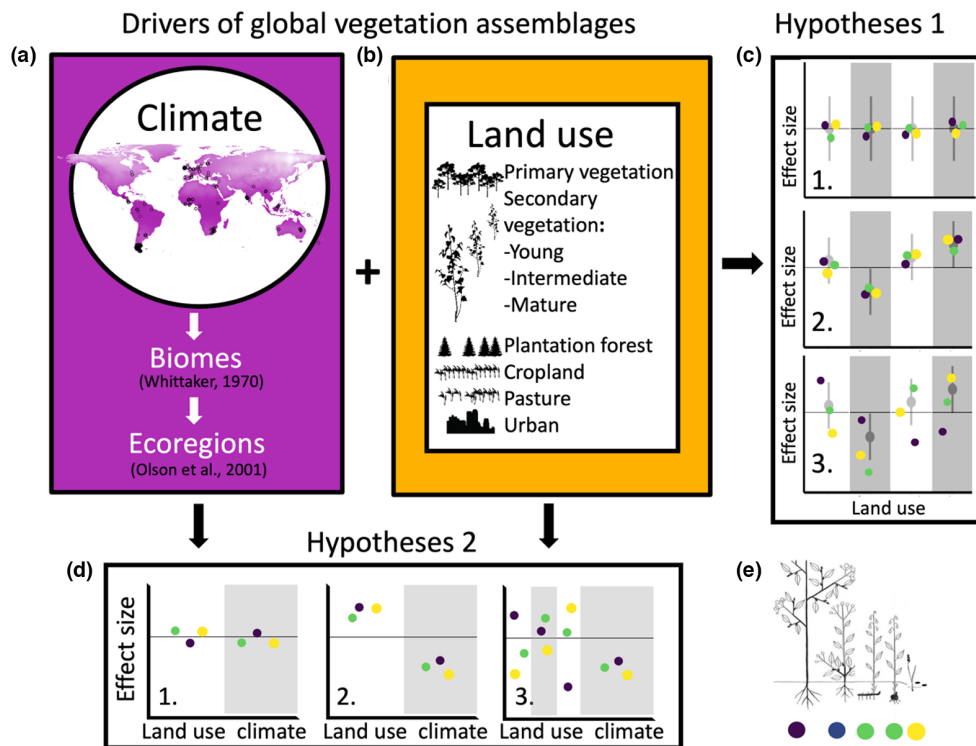 Drivers of global vegetation assemblages
Hypotheses 1
(a)
(b)
(c)
Climate
Biomes
(Whittaker, 1970)
Ecoregions
(Olson et al., 2001)
+
Land use
Primary vegetation
Secondary
vegetation:
-Young
-Intermediate
-Mature
Plantation forest
Cropland
Pasture
Urban
Effect size
1.
Effect size
2.
Effect size
3.
Land use
Hypotheses 2
(d)
Effect size
1.
Land use climate
2.
Land use climate
3.
Land use climate
(e)